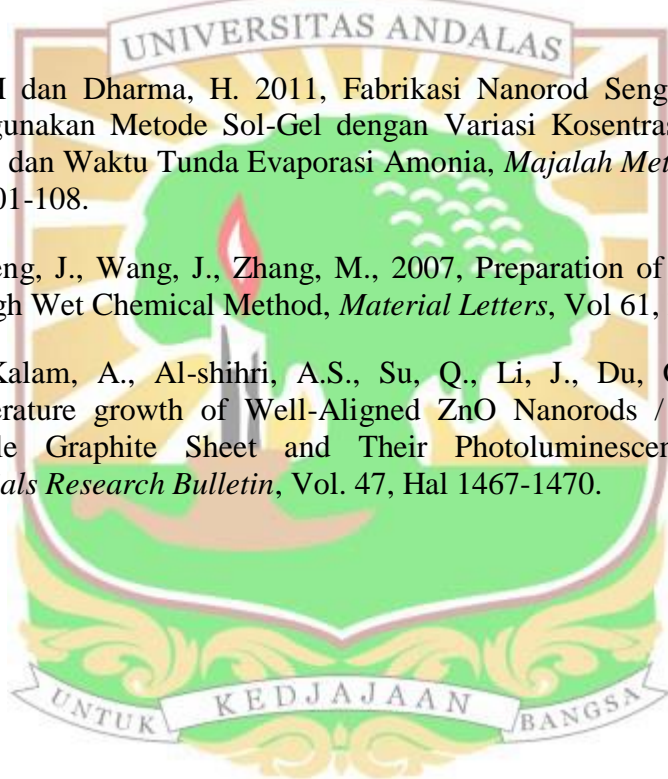 UNIVERSITAS ANDALAS
dan Dharma, H. 2011, Fabrikasi Nanorod Seng
gunakan Metode Sol-Gel dengan Variasi Kosentras
dan Waktu Tunda Evaporasi Amonia, Majalah Met
01-108.
eng, J., Wang, J., Zhang, M., 2007, Preparation of
gh Wet Chemical Method, Material Letters, Vol 61,
Kalam, A., Al-shihri, A.S., Su, Q., Li, J., Du,
erature growth of Well-Aligned ZnO Nanorods /
le Graphite Sheet and Their Photoluminescen
als Research Bulletin, Vol. 47, Hal 1467-1470.
UNTUK KEDJAJAAN BANGSA